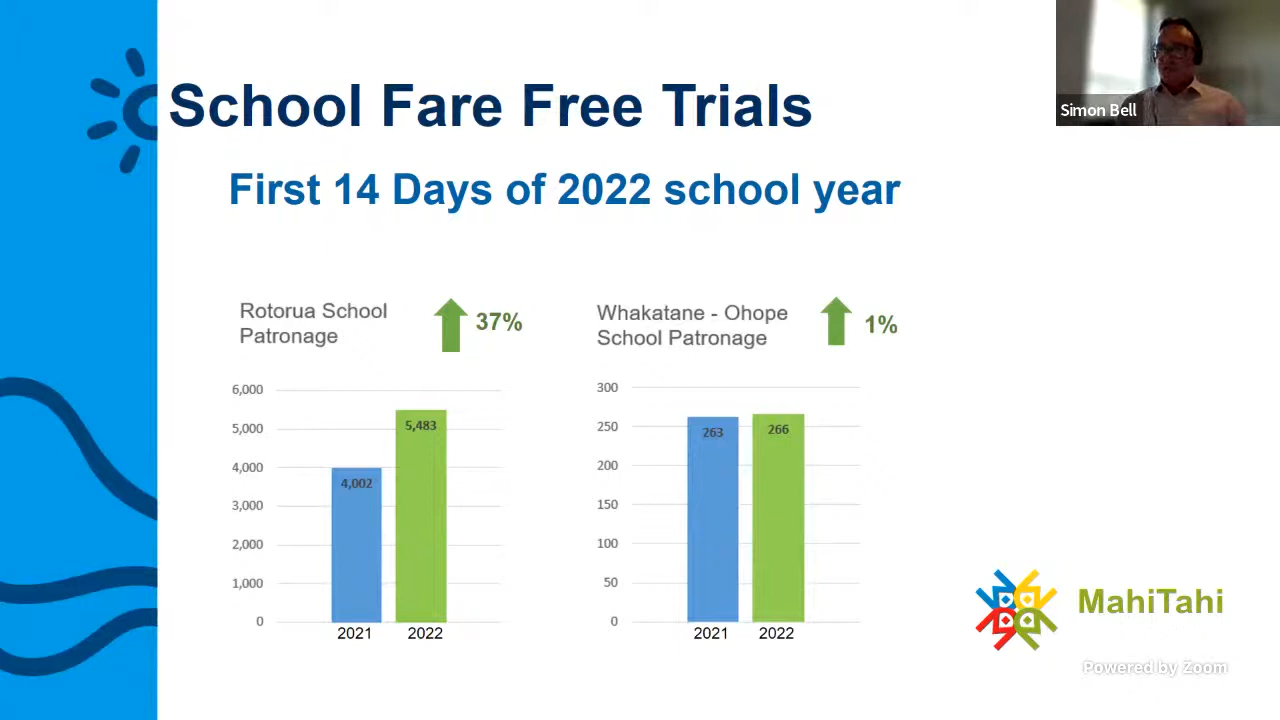 School Fare Free Trials
Simon Bell
First 14 Days of 2022 school year
Rotorua School
Patronage
37%
6,000
5,000
4,000
3,000
2,000
1,000
0
4,002
5,483
2021
2022
Whakatane - Ohope
School Patronage
1%
300
250
200
150
100
50
0
263
266
2021
2022
MahiTahi
Powered by Zoom